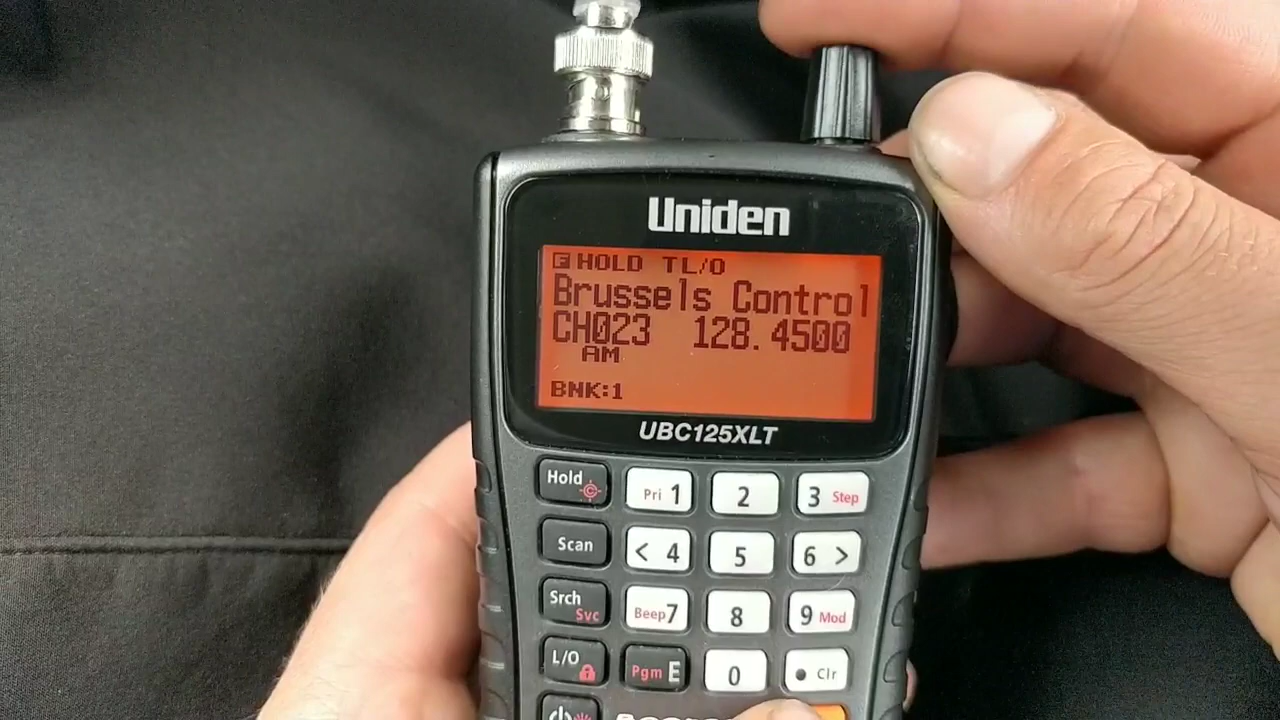 Uniden
F HOLD TL/O
Brussels Control
CH023 128.4500
AM
BNK:1
UBC125XLT
Hold C Pri 1 2 3 Step
Scan < 4 5 6 >
Srch Svc Beep 7 8 9 Mod
L/O Pgm E 0 • Clr